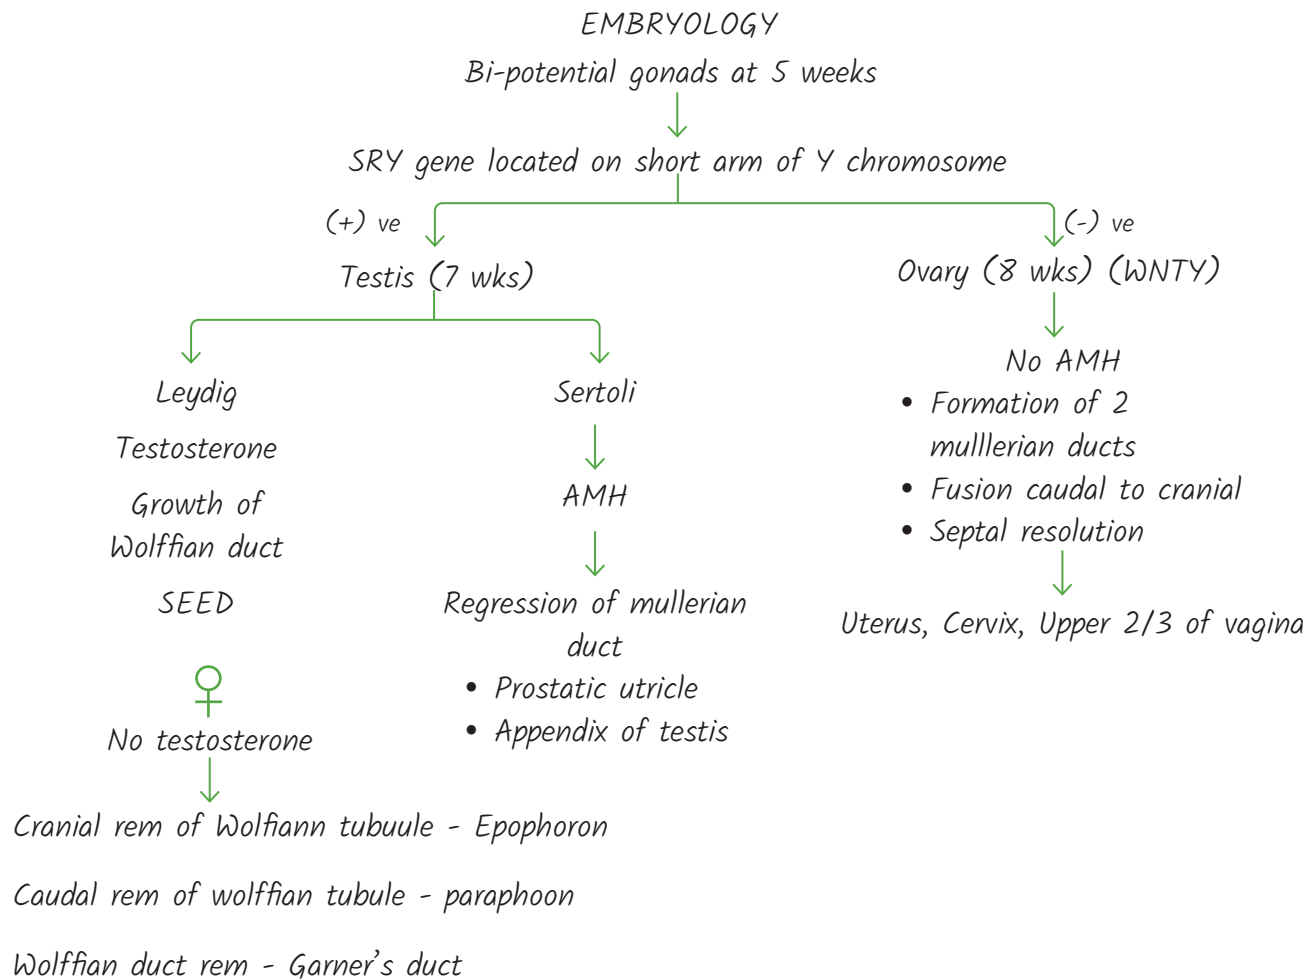 EMBRYOLOGY
Bi-potential gonads at 5 weeks
SRY gene located on short arm of Y chromosome
(+) ve
(-) ve
Testis (7 wks)
Ovary (8 wks) (WNTY)
Leydig
Testosterone
Growth of
Wolffian duct
SEED
Sertoli
AMH
Regression of mullerian
duct
• Prostatic utricle
• Appendix of testis
No AMH
• Formation of 2
mulllerian ducts
• Fusion caudal to cranial
• Septal resolution
Uterus, Cervix, Upper 2/3 of vagina
♀
No testosterone
Cranial rem of Wolfiann tubuule - Epophoron
Caudal rem of wolffian tubule - paraphoon
Wolffian duct rem - Garner's duct